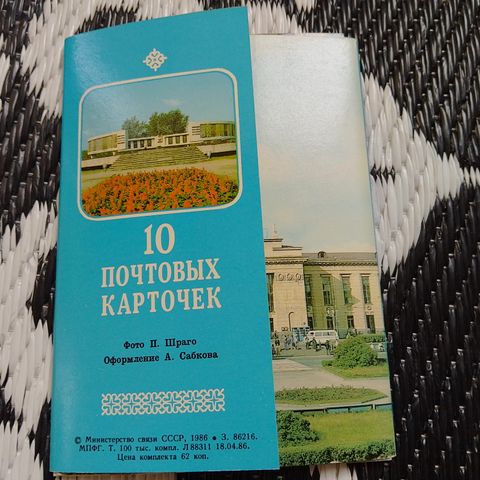 10
ПОЧТОВЫХ
КАРТОЧЕК
Фото П. Шраго
Оформление А. Сабкова
© Министерство связи СССР, 1986 • З. 86216.
МПФГ. Т. 100 тыс. компл. Л 88311 18.04.86.
Цена комплекта 62 коп.